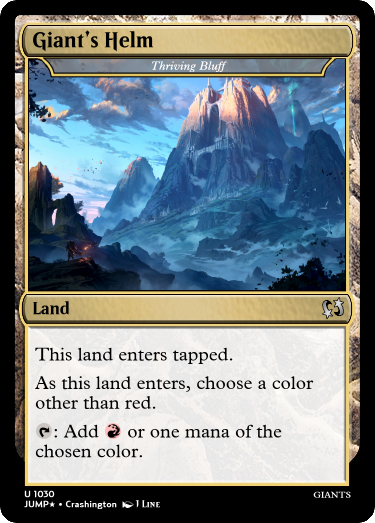 Giant's Helm
Thriving Bluff
Land
This land enters tapped.
As this land enters, choose a color
other than red.
: Add or one mana of the
chosen color.
U 1030
JUMP★ • Crashington J LINE
GIANTS